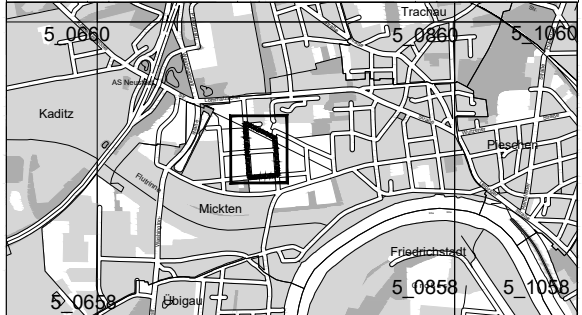 Trachau
5_0660
5_0860
5_1060
AS Neustadt
Kaditz
Pieschen
Flutrinne
Mickten
Friedrichstadt
5_0658
Übigau
5_0858
5_1058